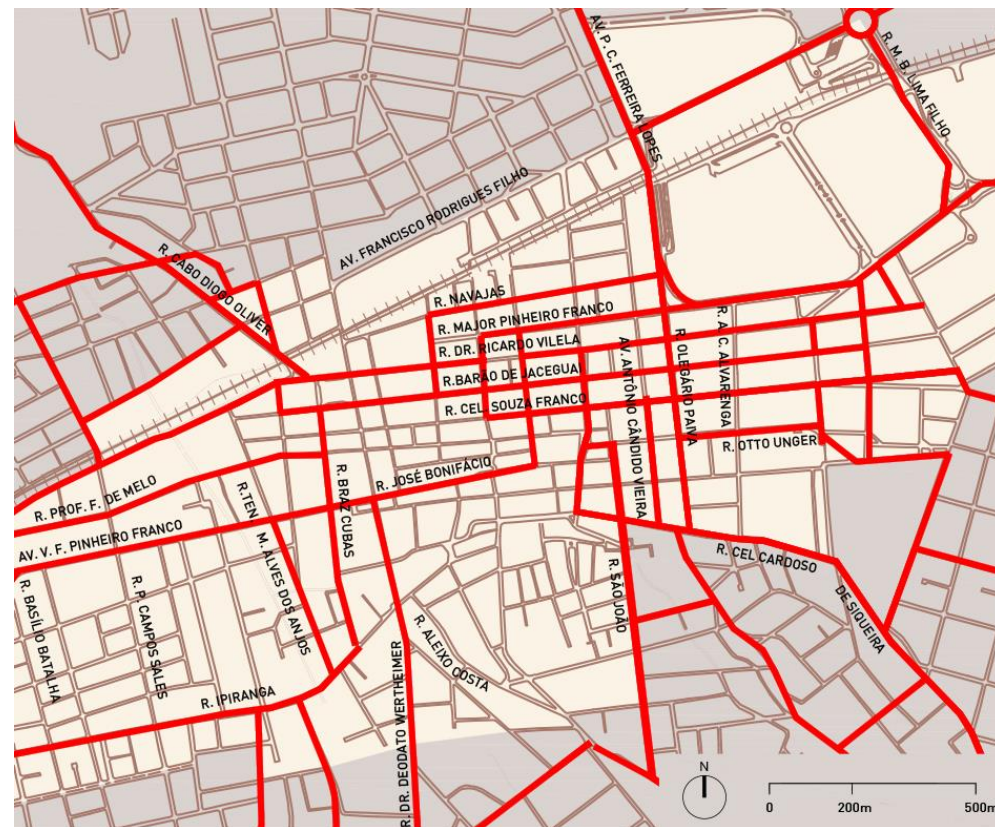 AV. P. C. FERREIRA LOPES
R. M. B. LIMA FILHO
AV. FRANCISCO RODRIGUES FILHO
R. CABO DIOGO OLIVER
R. NAVAJAS
R. MAJOR PINHEIRO FRANCO
R. DR. RICARDO VILELA
R.BARÃO DE JACEGUAI
R. CEL. SOUZA FRANCO
AV. ANTÔNIO CÂNDIDO VIEIRA
R. OLEGÁRIO PAIVA
R. A. C. ALVARENGA
R. OTTO UNGER
R. JOSÉ BONIFÁCIO
R. BRAZ CUBAS
R. PROF. F. DE MELO
AV. V. F. PINHEIRO FRANCO
R.TEN M. ALVES DOS ANJOS
R. BASÍLIO BATALHA
R. P. CAMPOS SALES
R. IPIRANGA
R. DR. DEODATO WERTHEIMER
R. ALEIXO COSTA
R. SÃO JOÃO
R. CEL CARDOSO
DE SIQUEIRA
N
0 200m 500m